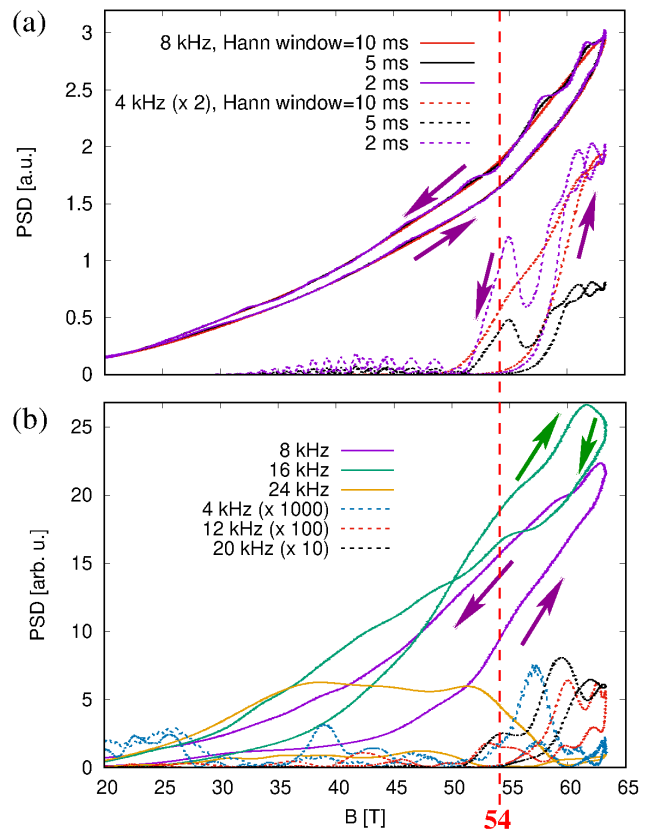 (a)
3
8 kHz, Hann window=10 ms
5 ms
2.5
2 ms
4 kHz (x 2), Hann window=10 ms
5 ms
2
2 ms
PSD [a.u.]
1.5
1
0.5
0
(b)
25
8 kHz
16 kHz
20
24 kHz
4 kHz (x 1000)
12 kHz (x 100)
20 kHz (x 10)
15
PSD [arb. u.]
10
5
0
20 25 30 35 40 45 50 55 60 65
B [T]
54